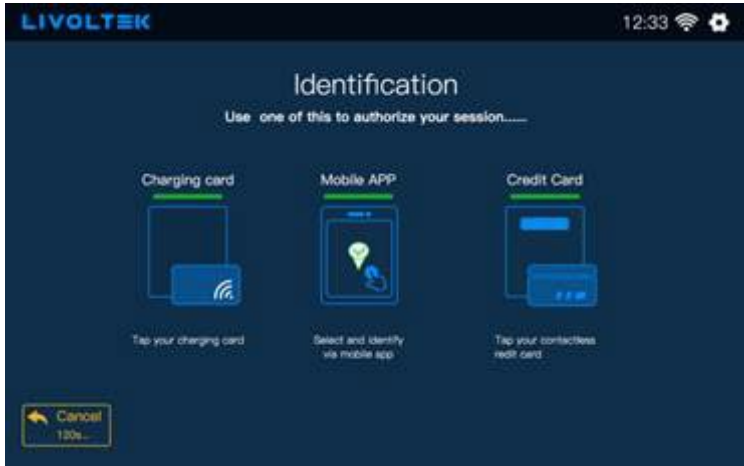 LIVOLTEK
12:33
Identification
Use one of this to authorize your session......
Charging card
Mobile APP
Credit Card
Tap your charging card
Select and identify
via mobile app
Tap your contactless
redit card
Cancel
120s...